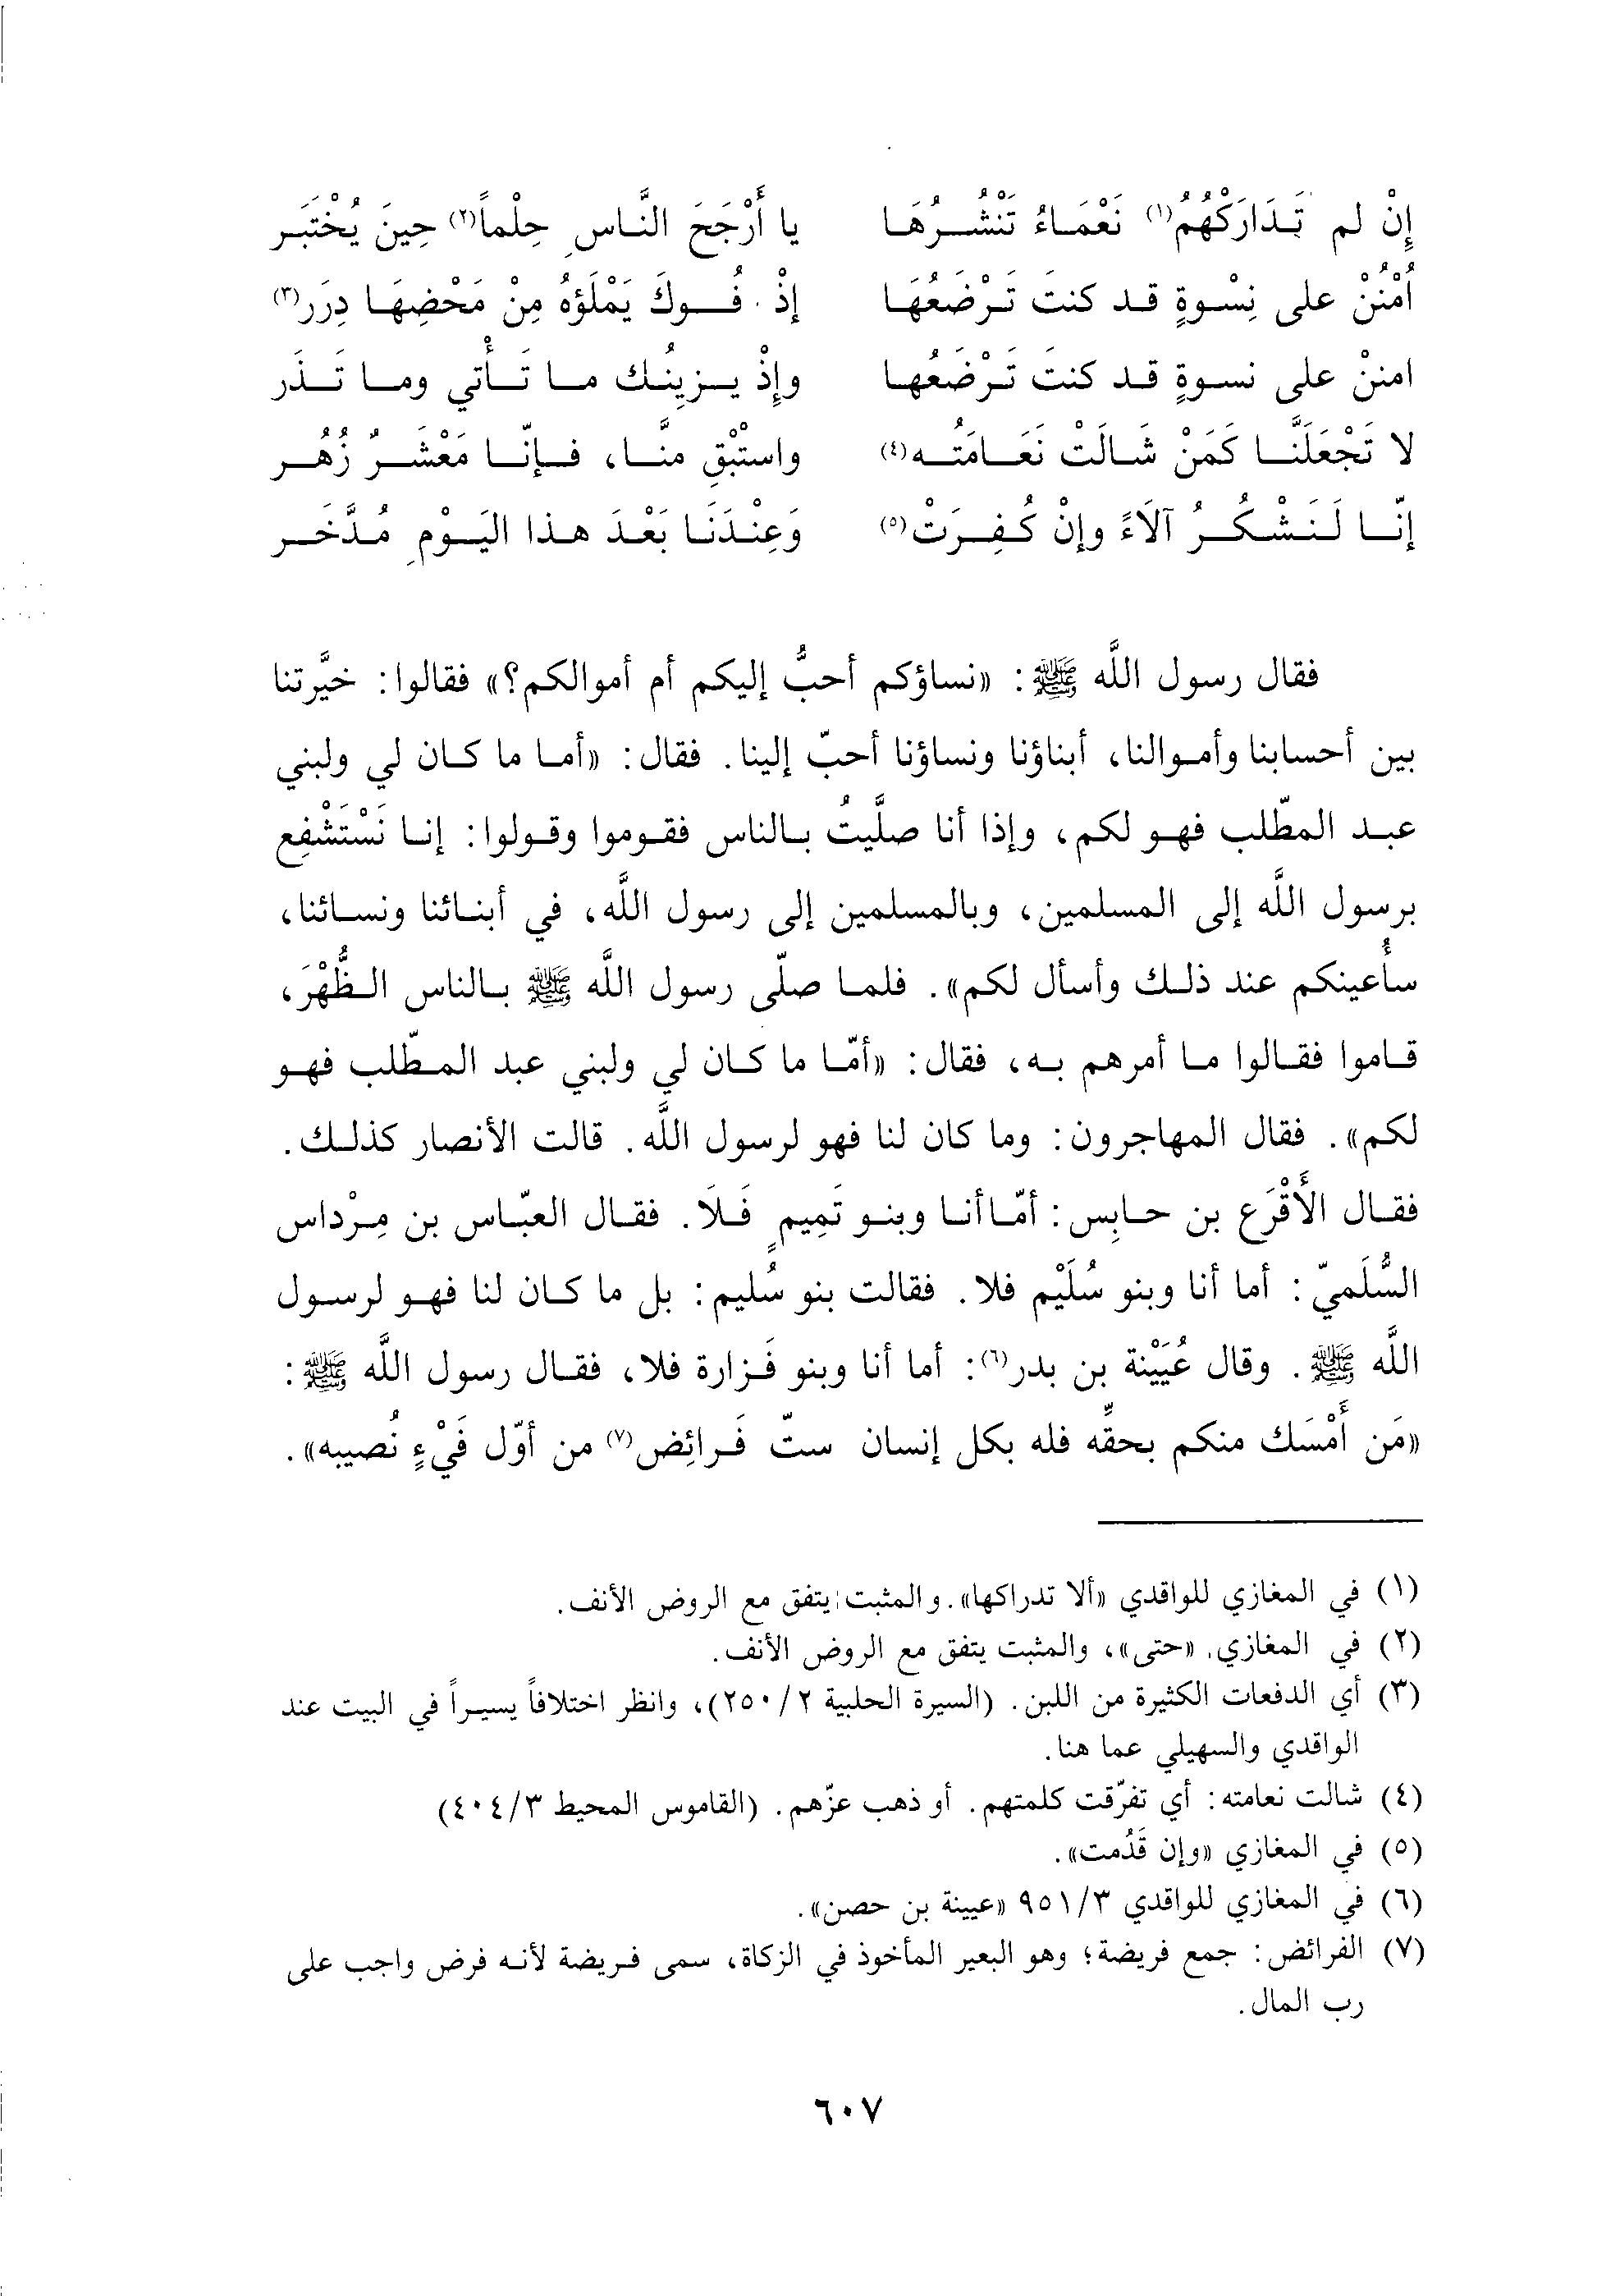 إِنْ لم تَدَارَكْهُمُ(١) نَعْمَاءُ تَنْشُرُهَا يا أَرْجَحَ النَّاسِ حِلْماً(٢) حِينَ يُخْتَبَر
اُمْنُنْ على نِسْوةٍ قد كنتَ تَرْضَعُهَا إذْ فُوكَ يَمْلَؤهُ مِنْ مَحْضِهَا دِرَر(٣)
امننْ على نسوةٍ قد كنتَ تَرْضَعُها وإِذْ يزينُك ما تَأْتي وما تَذَر
لا تَجْعَلَنَّا كَمَنْ شَالَتْ نَعَامَتُه(٤) واستْبْقِ منَّا، فإنّا مَعْشَرٌ زُهُر
إنّا لَنَشْكُرُ آلاَءً وإنْ كُفِرَتْ(٥) وَعِنْدَنَا بَعْدَ هذا اليَوْمِ مُدَّخَر
فقال رسول اللَّه ﷺ: «نساؤكم أحبُّ إليكم أم أموالكم؟» فقالوا: خيَّرتنا
بين أحسابنا وأموالنا، أبناؤنا ونساؤنا أحبّ إلينا. فقال: «أما ما كان لي ولبني
عبد المطّلب فهو لكم، وإذا أنا صلَّيتُ بالناس فقوموا وقولوا: إنا نَسْتَشْفِع
برسول اللَّه إلى المسلمين، وبالمسلمين إلى رسول اللَّه، في أبنائنا ونسائنا،
سأُعينكم عند ذلك وأسأل لكم». فلما صلّى رسول اللَّه ﷺ بالناس الظُّهْرَ،
قاموا فقالوا ما أمرهم به، فقال: «أمّا ما كان لي ولبني عبد المطّلب فهو
لكم». فقال المهاجرون: وما كان لنا فهو لرسول اللَّه. قالت الأنصار كذلك.
فقال الأَقْرَع بن حابِس: أمّا أنا وبنو تَمِيمٍ فَلَا. فقال العبّاس بن مِرْداس
السُّلَميّ: أما أنا وبنو سُلَيْم فلا. فقالت بنو سُليم: بل ما كان لنا فهو لرسول
اللَّه ﷺ. وقال عُيَيْنة بن بدر(٦): أما أنا وبنو فَزارة فلا، فقال رسول اللَّه ﷺ:
«مَن أَمْسَك منكم بحقِّه فله بكل إنسان ستّ فَرائِض(٧) من أوّل فَيْءٍ نُصيبه».
(١) في المغازي للواقدي «ألا تدراكها». والمثبت يتفق مع الروض الأنف.
(٢) في المغازي «حتى»، والمثبت يتفق مع الروض الأنف.
(٣) أي الدفعات الكثيرة من اللبن. (السيرة الحلبية ٢/ ٢٥٠)، وانظر اختلافاً يسيراً في البيت عند
الواقدي والسهيلي عما هنا.
(٤) شالت نعامته: أي تفرّقت كلمتهم. أو ذهب عزّهم. (القاموس المحيط ٣/ ٤٠٤)
(٥) في المغازي «وإن قَدُمت».
(٦) في المغازي للواقدي ٣/ ٩٥١ «عيينة بن حصن».
(٧) الفرائض: جمع فريضة؛ وهو البعير المأخوذ في الزكاة، سمى فريضة لأنه فرض واجب على
رب المال.
٦٠٧